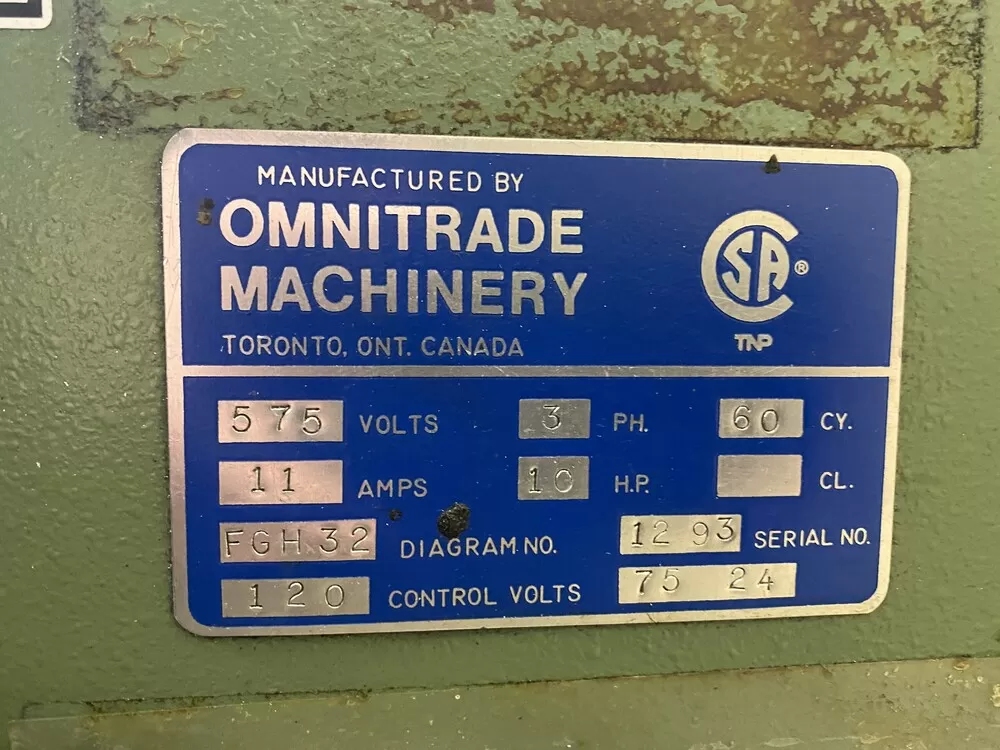 MANUFACTURED BY
OMNITRADE
MACHINERY
TORONTO, ONT. CANADA
CSA ®
TNP
575 VOLTS 3 PH. 60 CY.
11 AMPS 10 H.P. CL.
FGH.32 DIAGRAM NO. 12 93 SERIAL NO.
120 CONTROL VOLTS 75 24